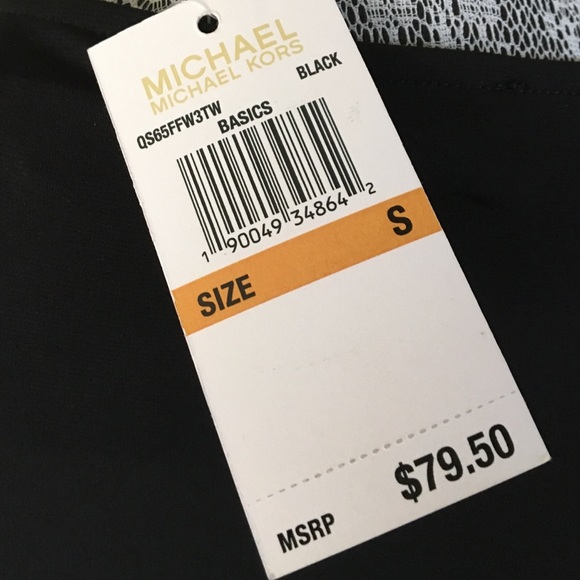 MICHAEL
MICHAEL KORS
QS65FFW3TW BLACK
BASICS
1 90049 34864 2
SIZE S
MSRP $79.50